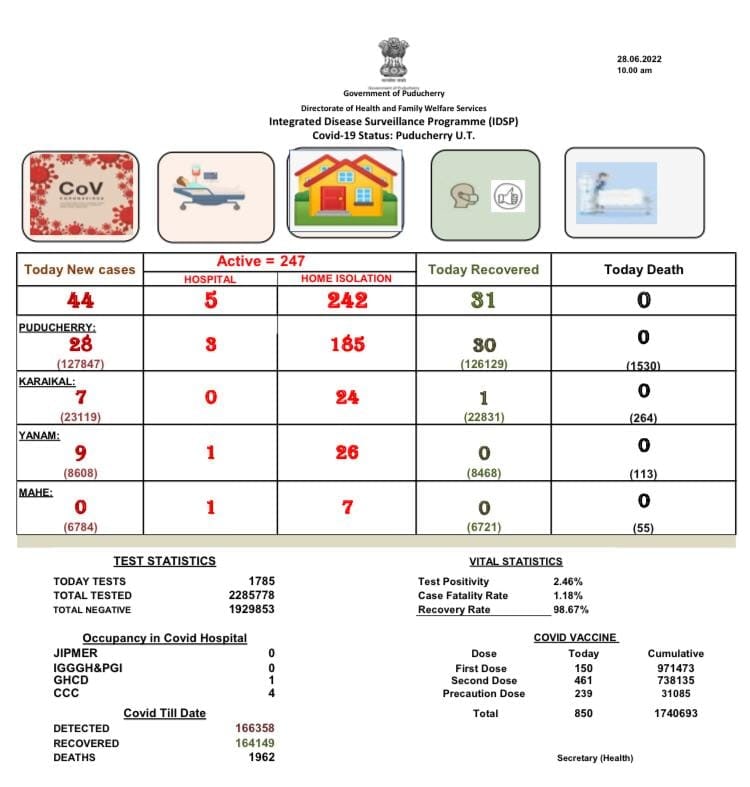 28.06.2022
10.00 am
Government of Puducherry
Directorate of Health and Family Welfare Services
Integrated Disease Surveillance Programme (IDSP)
Covid-19 Status: Puducherry U.T.
CoV
CORONAVIRUS
Today New cases
Active = 247
HOSPITAL HOME ISOLATION
Today Recovered
Today Death
44 5 242 31 0
PUDUCHERRY:
28 3 185 30 0
(127847) (126129) (1530)
KARAIKAL:
7 0 24 1 0
(23119) (22831) (264)
YANAM:
9 1 26 0 0
(8608) (8468) (113)
MAHE:
0 1 7 0 0
(6784) (6721) (55)
TEST STATISTICS
TODAY TESTS 1785
TOTAL TESTED 2285778
TOTAL NEGATIVE 1929853
VITAL STATISTICS
Test Positivity 2.46%
Case Fatality Rate 1.18%
Recovery Rate 98.67%
Occupancy in Covid Hospital
JIPMER 0
IGGGH&PGI 0
GHCD 1
CCC 4
COVID VACCINE
Dose Today Cumulative
First Dose 150 971473
Second Dose 461 738135
Precaution Dose 239 31085
Total 850 1740693
Covid Till Date
DETECTED 166358
RECOVERED 164149
DEATHS 1962
Secretary (Health)